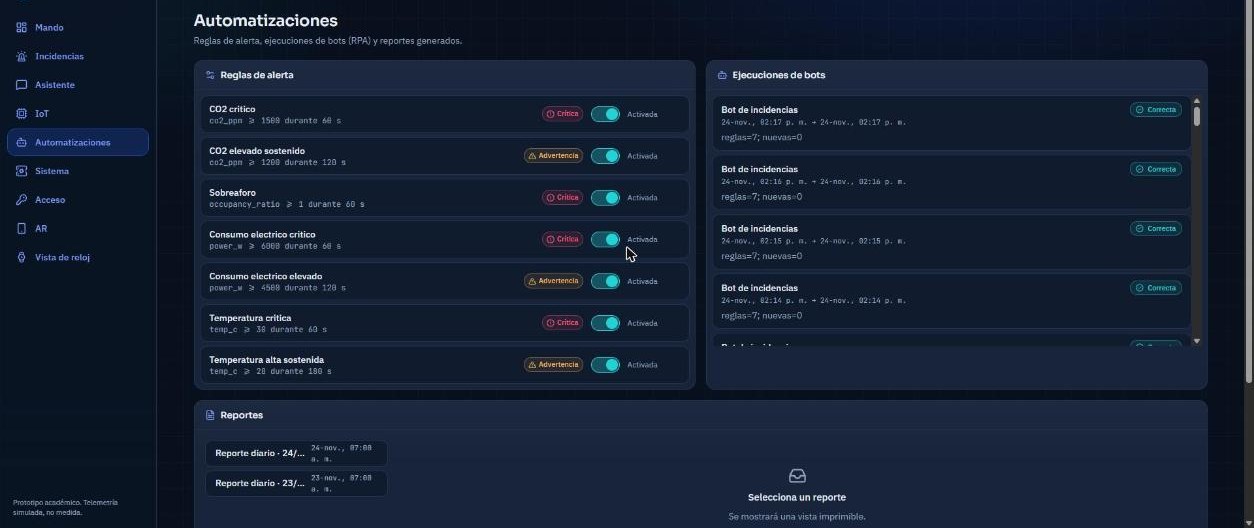 Mando
Incidencias
Asistente
IoT
Automatizaciones
Sistema
Acceso
AR
Vista de reloj
Prototipo académico. Telemetría
simulada, no medida.
Automatizaciones
Reglas de alerta, ejecuciones de bots (RPA) y reportes generados.
Reglas de alerta
CO2 critico
co2_ppm ≥ 1500 durante 60 s
Crítica
Activada
CO2 elevado sostenido
co2_ppm ≥ 1200 durante 120 s
Advertencia
Activada
Sobreaforo
occupancy_ratio ≥ 1 durante 60 s
Crítica
Activada
Consumo electrico critico
power_w ≥ 6000 durante 60 s
Crítica
Activada
Consumo electrico elevado
power_w ≥ 4500 durante 120 s
Advertencia
Activada
Temperatura critica
temp_c ≥ 30 durante 60 s
Crítica
Activada
Temperatura alta sostenida
temp_c ≥ 28 durante 180 s
Advertencia
Activada
Ejecuciones de bots
Bot de incidencias
Correcta
24-nov., 02:17 p. m. → 24-nov., 02:17 p. m.
reglas=7; nuevas=0
Bot de incidencias
Correcta
24-nov., 02:16 p. m. → 24-nov., 02:16 p. m.
reglas=7; nuevas=0
Bot de incidencias
Correcta
24-nov., 02:15 p. m. → 24-nov., 02:15 p. m.
reglas=7; nuevas=0
Bot de incidencias
Correcta
24-nov., 02:14 p. m. → 24-nov., 02:14 p. m.
reglas=7; nuevas=0
Reportes
Reporte diario · 24/...
24-nov., 07:00
a. m.
Reporte diario · 23/...
23-nov., 07:00
a. m.
Selecciona un reporte
Se mostrará una vista imprimible.